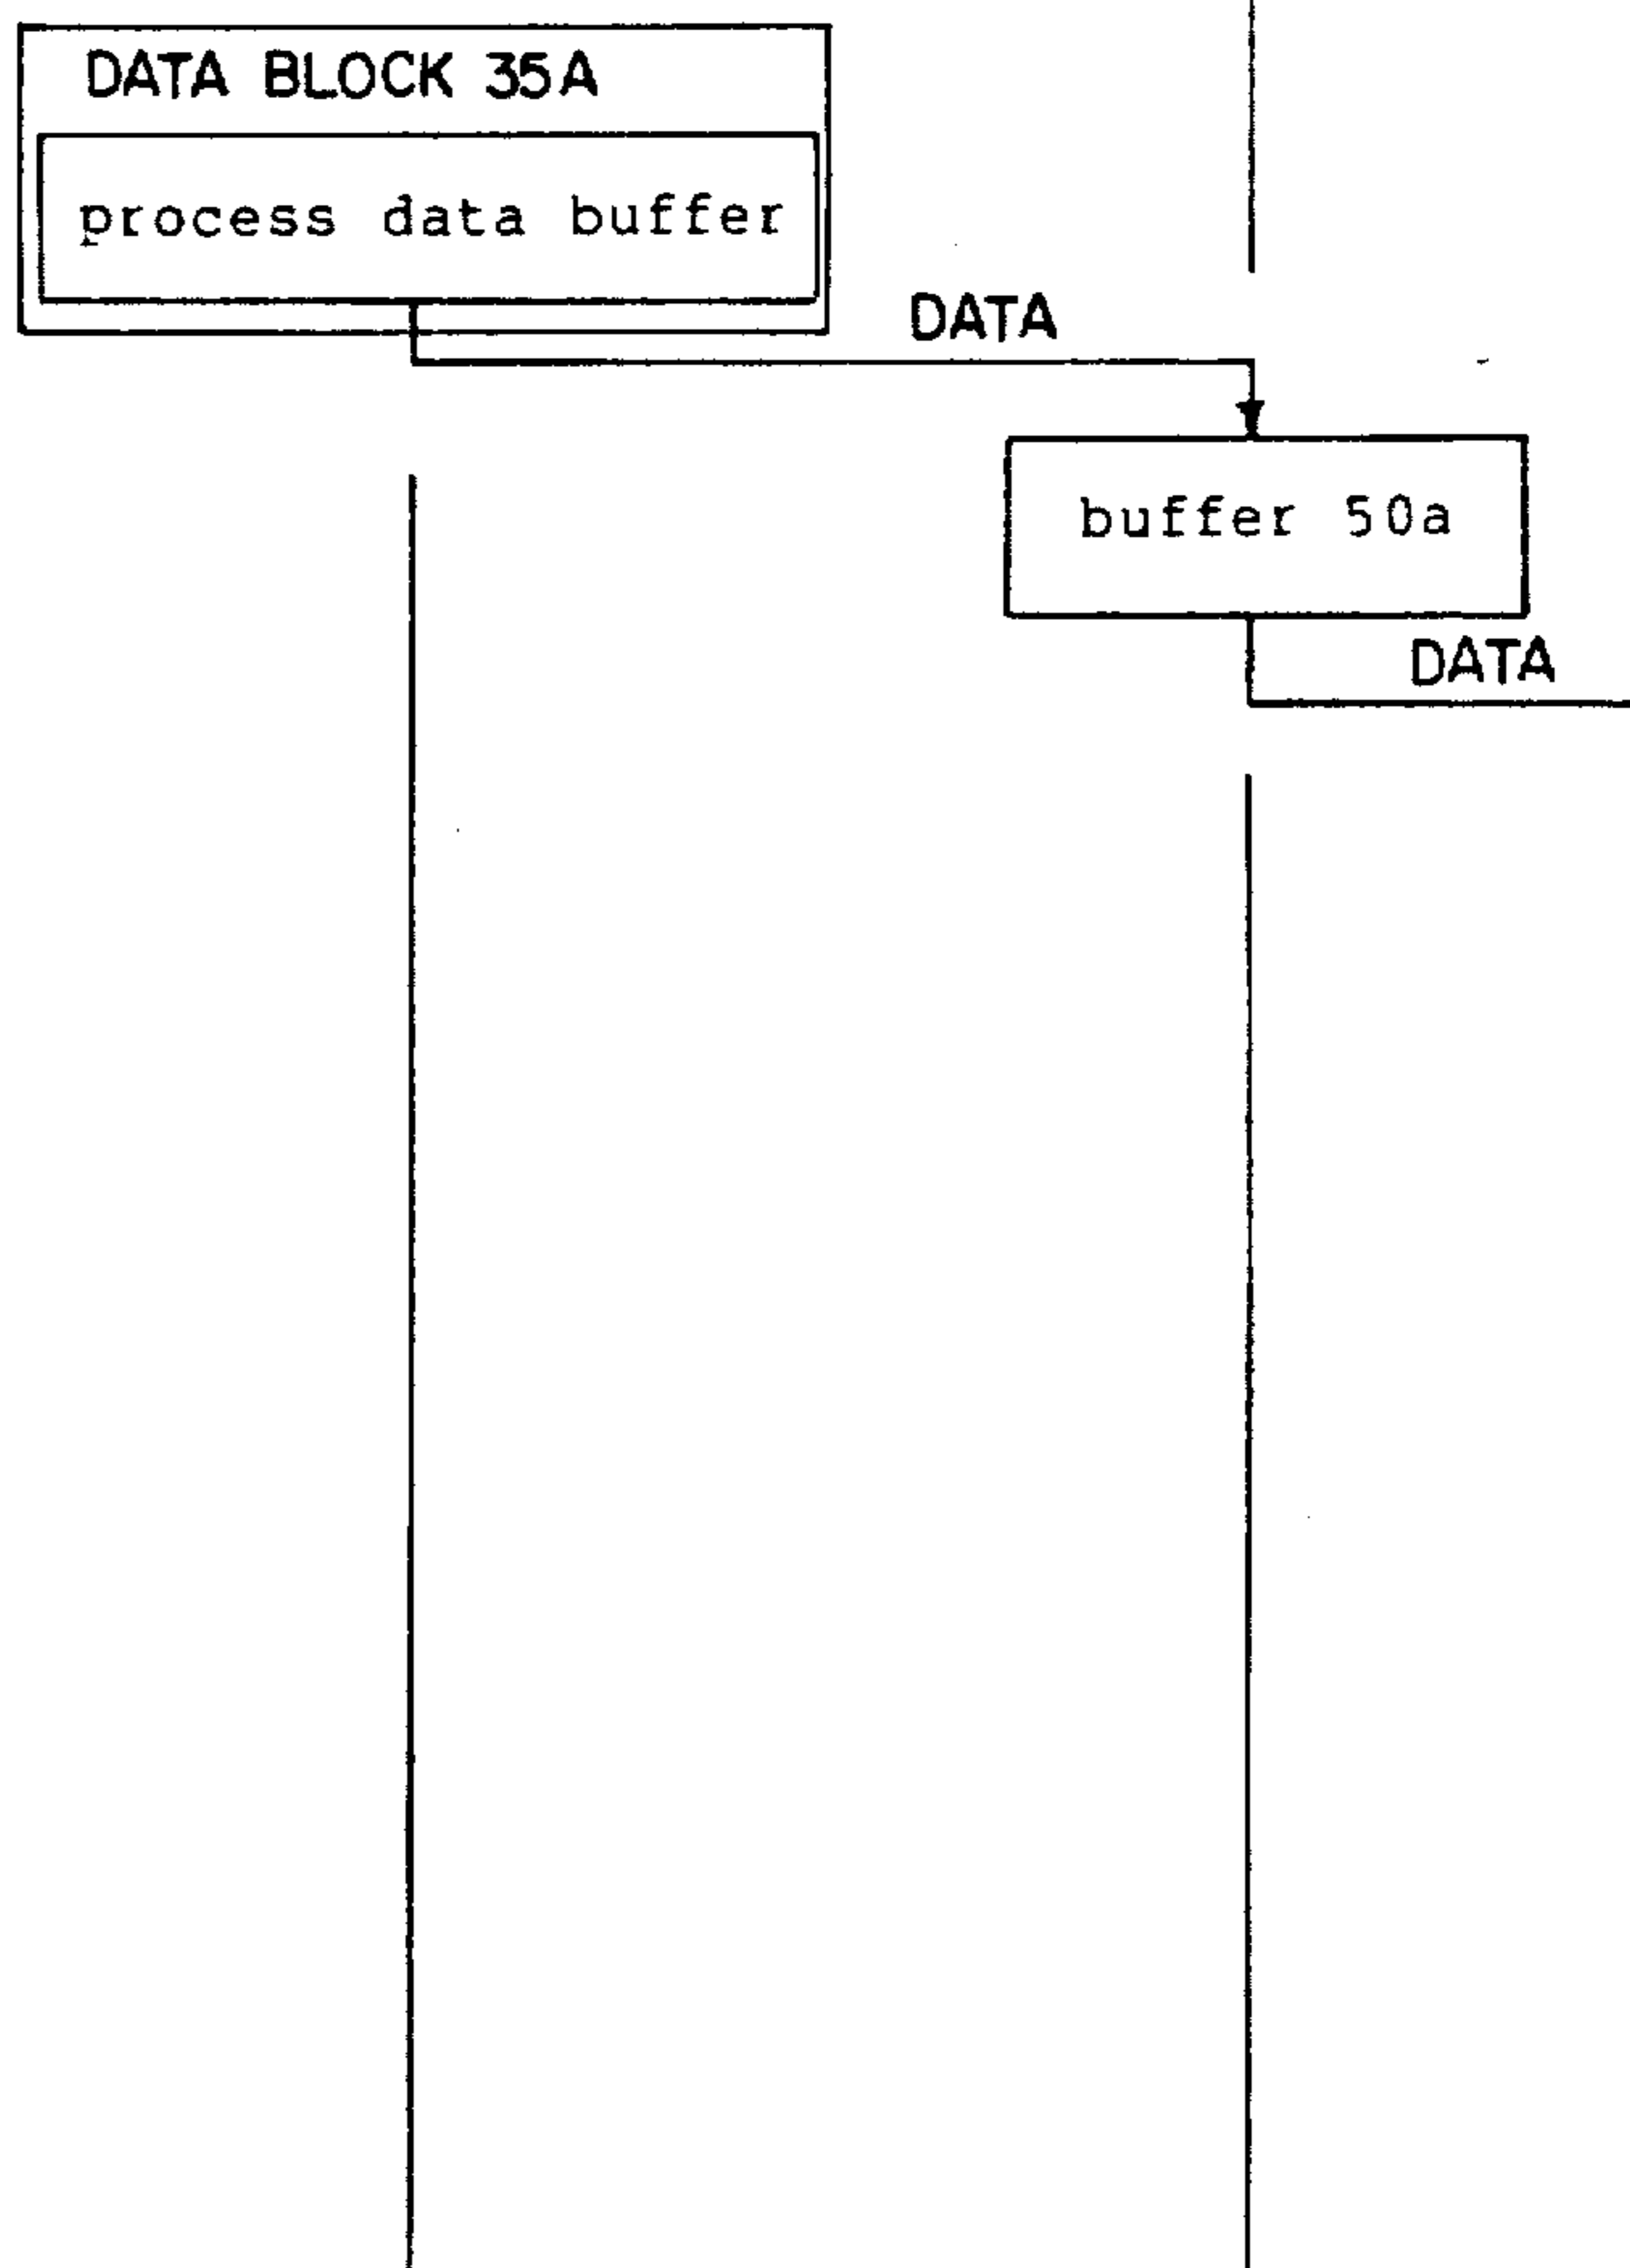 DATA BLOCK 35A
process data buffer
DATA
buffer 50a
DATA